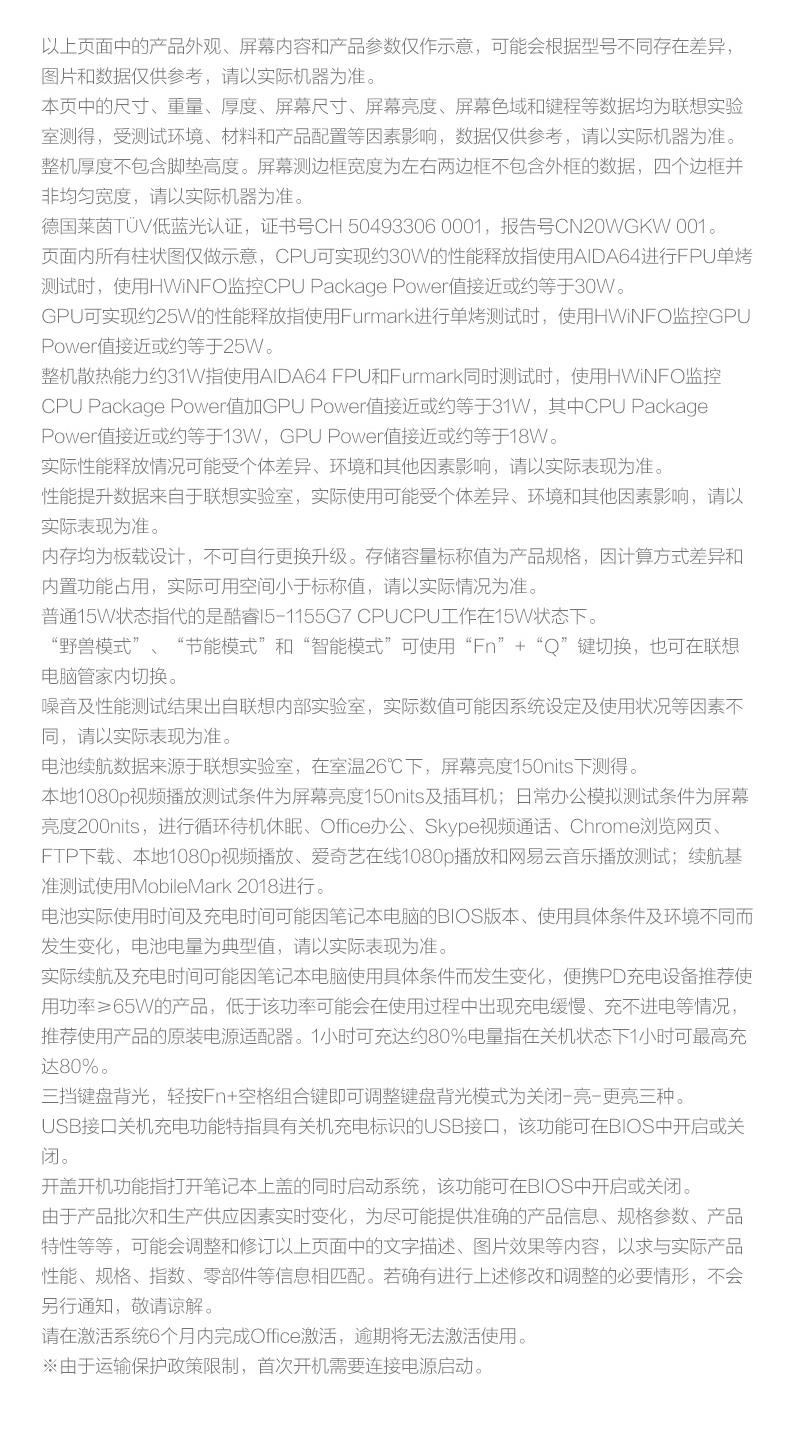 以上页面中的产品外观、屏幕内容和产品参数仅作示意，可能会根据型号不同存在差异，
图片和数据仅供参考，请以实际机器为准。
本页中的尺寸、重量、厚度、屏幕尺寸、屏幕亮度、屏幕色域和键程等数据均为联想实验
室测得，受测试环境、材料和产品配置等因素影响，数据仅供参考，请以实际机器为准。
整机厚度不包含脚垫高度。屏幕测边框宽度为左右两边框不包含外框的数据，四个边框并
非均匀宽度，请以实际机器为准。
德国莱茵TÜV低蓝光认证，证书号CH 50493306 0001，报告号CN20WGKW 001。
页面内所有柱状图仅做示意，CPU可实现约30W的性能释放指使用AIDA64进行FPU单烤
测试时，使用HWiNFO监控CPU Package Power值接近或约等于30W。
GPU可实现约25W的性能释放指使用Furmark进行单烤测试时，使用HWiNFO监控GPU
Power值接近或约等于25W。
整机散热能力约31W指使用AIDA64 FPU和Furmark同时测试时，使用HWiNFO监控
CPU Package Power值加GPU Power值接近或约等于31W，其中CPU Package
Power值接近或约等于13W，GPU Power值接近或约等于18W。
实际性能释放情况可能受个体差异、环境和其他因素影响，请以实际表现为准。
性能提升数据来自于联想实验室，实际使用可能受个体差异、环境和其他因素影响，请以
实际表现为准。
内存均为板载设计，不可自行更换升级。存储容量标称值为产品规格，因计算方式差异和
内置功能占用，实际可用空间小于标称值，请以实际情况为准。
普通15W状态指代的是酷睿I5-1155G7 CPUCPU工作在15W状态下。
“野兽模式”、“节能模式”和“智能模式”可使用“Fn”+“Q”键切换，也可在联想
电脑管家内切换。
噪音及性能测试结果出自联想内部实验室，实际数值可能因系统设定及使用状况等因素不
同，请以实际表现为准。
电池续航数据来源于联想实验室，在室温26℃下，屏幕亮度150nits下测得。
本地1080p视频播放测试条件为屏幕亮度150nits及插耳机；日常办公模拟测试条件为屏幕
亮度200nits，进行循环待机休眠、Office办公、Skype视频通话、Chrome浏览网页、
FTP下载、本地1080p视频播放、爱奇艺在线1080p播放和网易云音乐播放测试；续航基
准测试使用MobileMark 2018进行。
电池实际使用时间及充电时间可能因笔记本电脑的BIOS版本、使用具体条件及环境不同而
发生变化，电池电量为典型值，请以实际表现为准。
实际续航及充电时间可能因笔记本电脑使用具体条件而发生变化，便携PD充电设备推荐使
用功率≥65W的产品，低于该功率可能会在使用过程中出现充电缓慢、充不进电等情况，
推荐使用产品的原装电源适配器。1小时可充达约80%电量指在关机状态下1小时可最高充
达80%。
三挡键盘背光，轻按Fn+空格组合键即可调整键盘背光模式为关闭-亮-更亮三种。
USB接口关机充电功能特指具有关机充电标识的USB接口，该功能可在BIOS中开启或关
闭。
开盖开机功能指打开笔记本上盖的同时启动系统，该功能可在BIOS中开启或关闭。
由于产品批次和生产供应因素实时变化，为尽可能提供准确的产品信息、规格参数、产品
特性等等，可能会调整和修订以上页面中的文字描述、图片效果等内容，以求与实际产品
性能、规格、指数、零部件等信息相匹配。若确有进行上述修改和调整的必要情形，不会
另行通知，敬请谅解。
请在激活系统6个月内完成Office激活，逾期将无法激活使用。
※由于运输保护政策限制，首次开机需要连接电源启动。